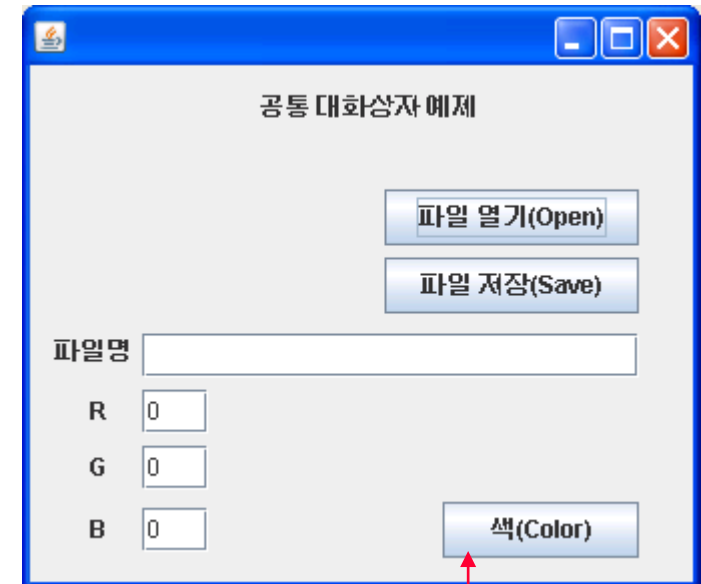 공통 대화상자 예제
파일 열기(Open)
파일 저장(Save)
파일명
R 0
G 0
B 0 색(Color)